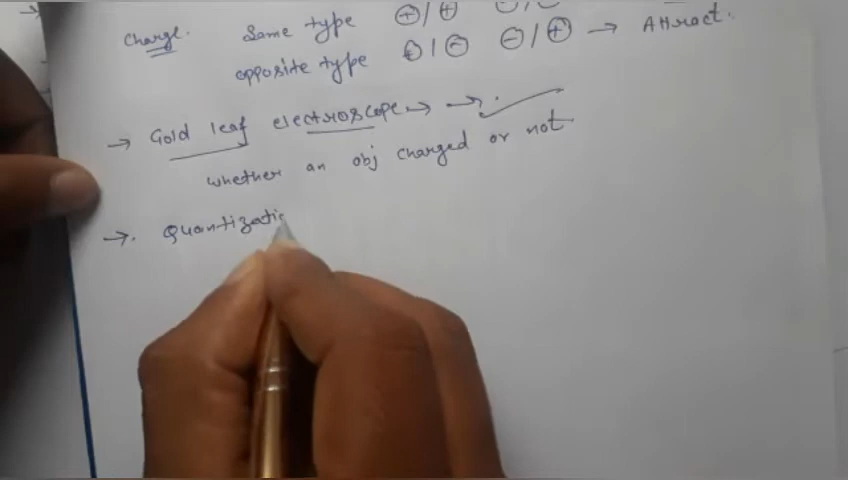 →
Charge. Same type ⊕/⊕ ⊖/⊖
opposite type ⊕/⊖ ⊖/⊕ → Attract.
→ Gold leaf electroscope → →.
whether an obj charged or not
→. Quantizatio